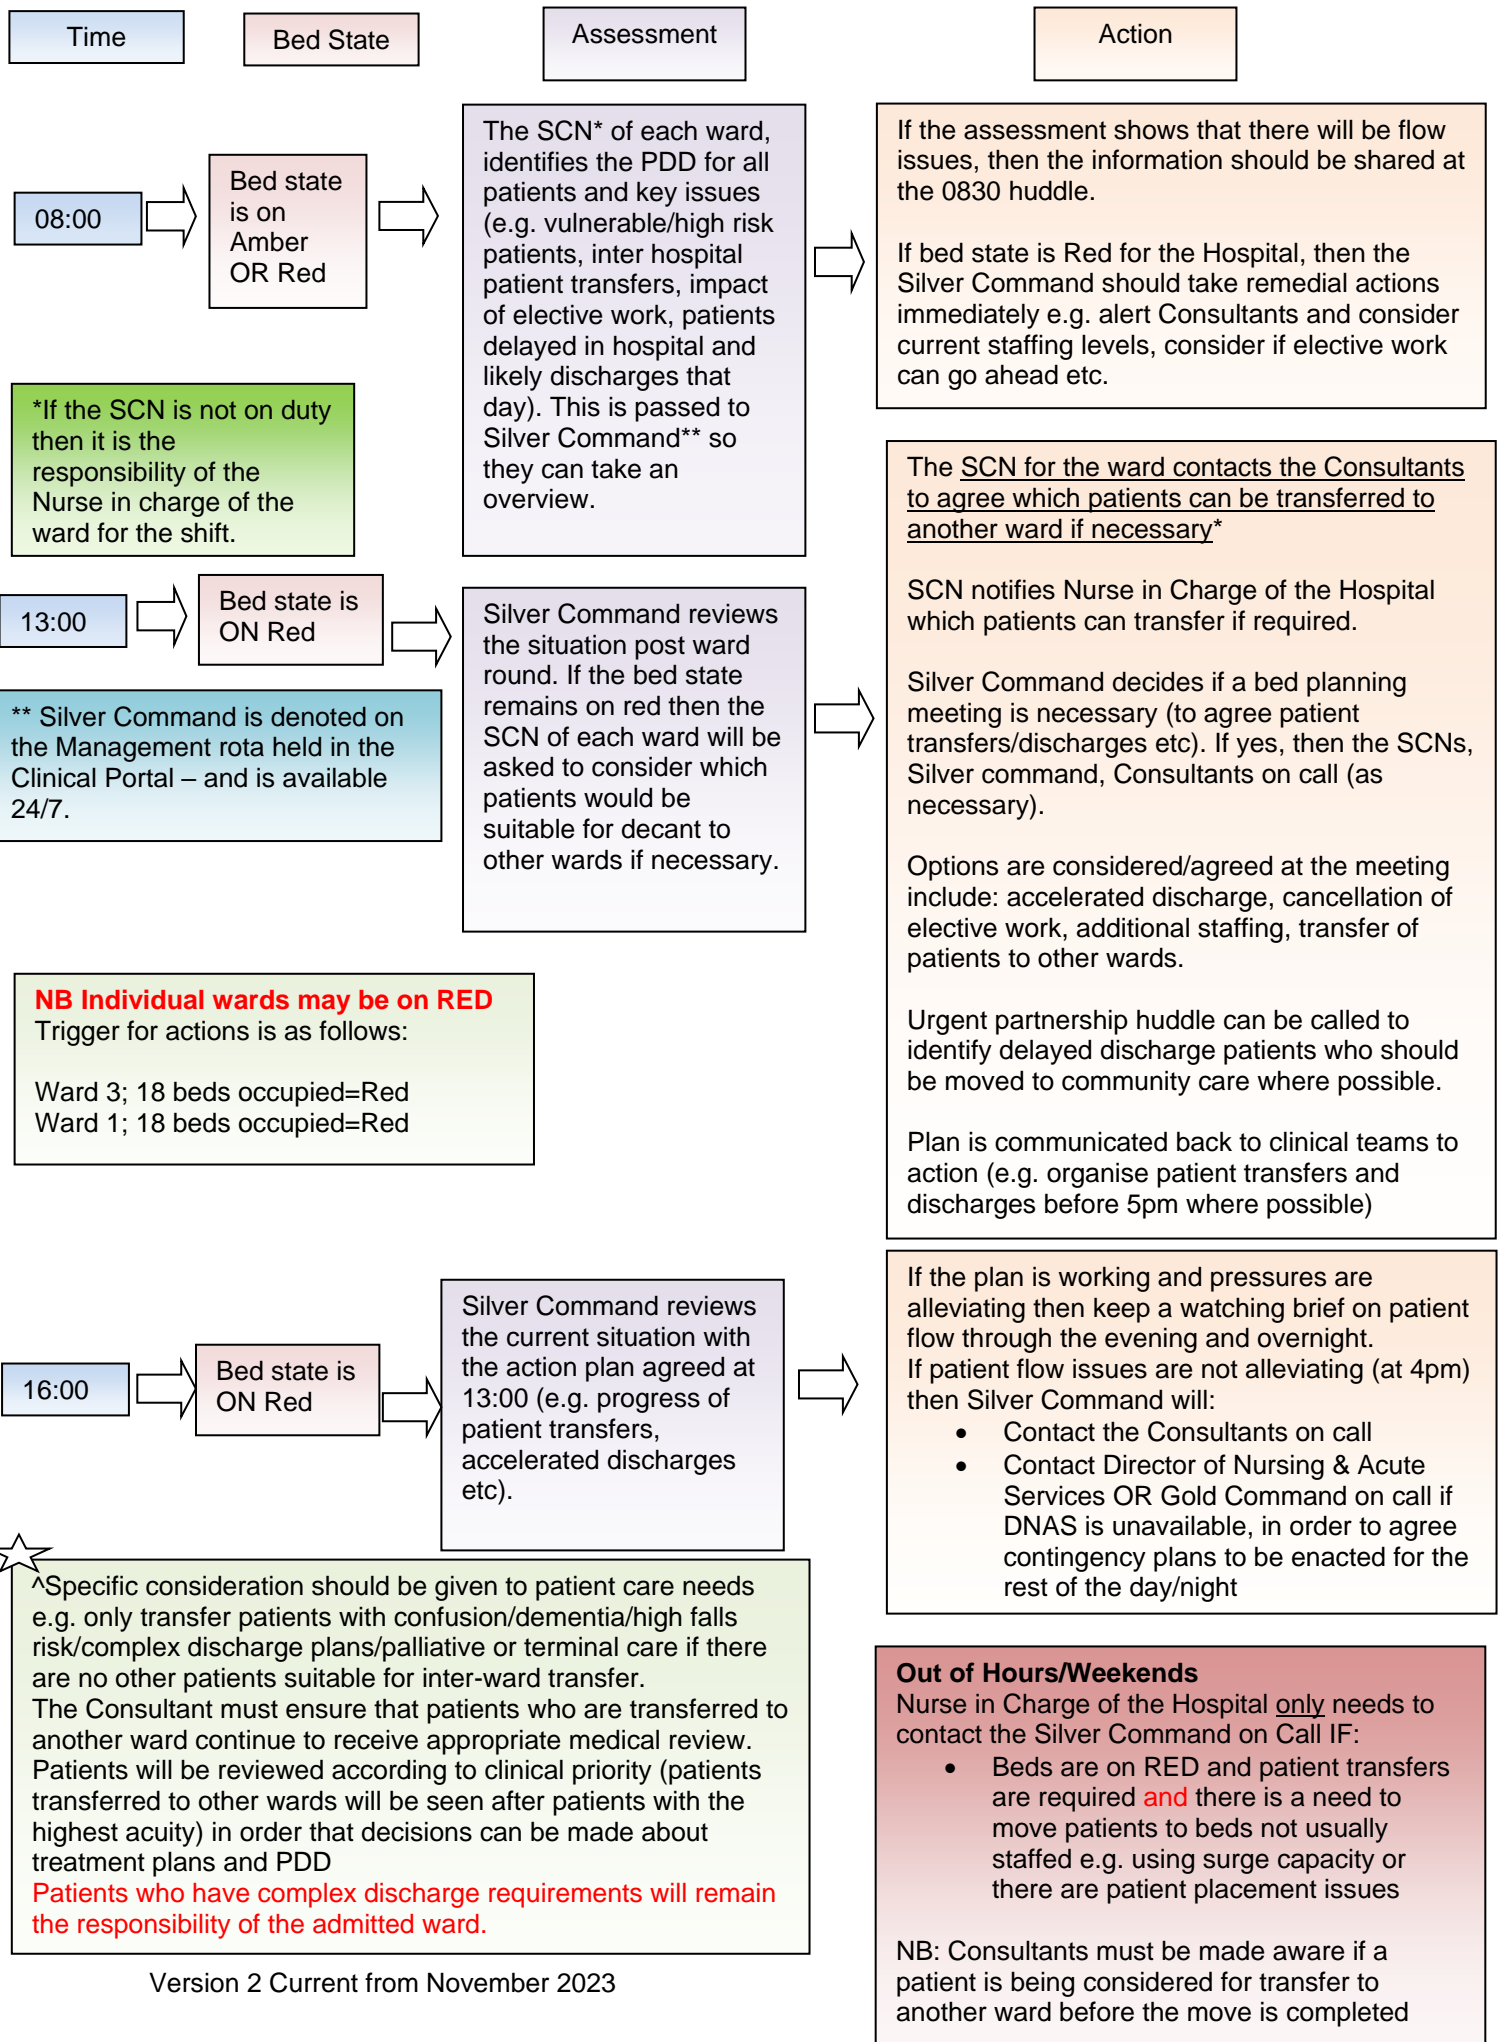 Time
Bed State
Assessment
Action
08:00
Bed state
is on
Amber
OR Red
The SCN* of each ward,
identifies the PDD for all
patients and key issues
(e.g. vulnerable/high risk
patients, inter hospital
patient transfers, impact
of elective work, patients
delayed in hospital and
likely discharges that
day). This is passed to
Silver Command** so
they can take an
overview.
If the assessment shows that there will be flow
issues, then the information should be shared at
the 0830 huddle.
If bed state is Red for the Hospital, then the
Silver Command should take remedial actions
immediately e.g. alert Consultants and consider
current staffing levels, consider if elective work
can go ahead etc.
*If the SCN is not on duty
then it is the
responsibility of the
Nurse in charge of the
ward for the shift.
13:00
Bed state is
ON Red
Silver Command reviews
the situation post ward
round. If the bed state
remains on red then the
SCN of each ward will be
asked to consider which
patients would be
suitable for decant to
other wards if necessary.
The SCN for the ward contacts the Consultants
to agree which patients can be transferred to
another ward if necessary*
SCN notifies Nurse in Charge of the Hospital
which patients can transfer if required.
Silver Command decides if a bed planning
meeting is necessary (to agree patient
transfers/discharges etc). If yes, then the SCNs,
Silver command, Consultants on call (as
necessary).
Options are considered/agreed at the meeting
include: accelerated discharge, cancellation of
elective work, additional staffing, transfer of
patients to other wards.
Urgent partnership huddle can be called to
identify delayed discharge patients who should
be moved to community care where possible.
Plan is communicated back to clinical teams to
action (e.g. organise patient transfers and
discharges before 5pm where possible)
** Silver Command is denoted on
the Management rota held in the
Clinical Portal – and is available
24/7.
NB Individual wards may be on RED
Trigger for actions is as follows:
Ward 3; 18 beds occupied=Red
Ward 1; 18 beds occupied=Red
16:00
Bed state is
ON Red
Silver Command reviews
the current situation with
the action plan agreed at
13:00 (e.g. progress of
patient transfers,
accelerated discharges
etc).
If the plan is working and pressures are
alleviating then keep a watching brief on patient
flow through the evening and overnight.
If patient flow issues are not alleviating (at 4pm)
then Silver Command will:
• Contact the Consultants on call
• Contact Director of Nursing & Acute
Services OR Gold Command on call if
DNAS is unavailable, in order to agree
contingency plans to be enacted for the
rest of the day/night
^Specific consideration should be given to patient care needs
e.g. only transfer patients with confusion/dementia/high falls
risk/complex discharge plans/palliative or terminal care if there
are no other patients suitable for inter-ward transfer.
The Consultant must ensure that patients who are transferred to
another ward continue to receive appropriate medical review.
Patients will be reviewed according to clinical priority (patients
transferred to other wards will be seen after patients with the
highest acuity) in order that decisions can be made about
treatment plans and PDD
Patients who have complex discharge requirements will remain
the responsibility of the admitted ward.
Out of Hours/Weekends
Nurse in Charge of the Hospital only needs to
contact the Silver Command on Call IF:
• Beds are on RED and patient transfers
are required and there is a need to
move patients to beds not usually
staffed e.g. using surge capacity or
there are patient placement issues
NB: Consultants must be made aware if a
patient is being considered for transfer to
another ward before the move is completed
Version 2 Current from November 2023